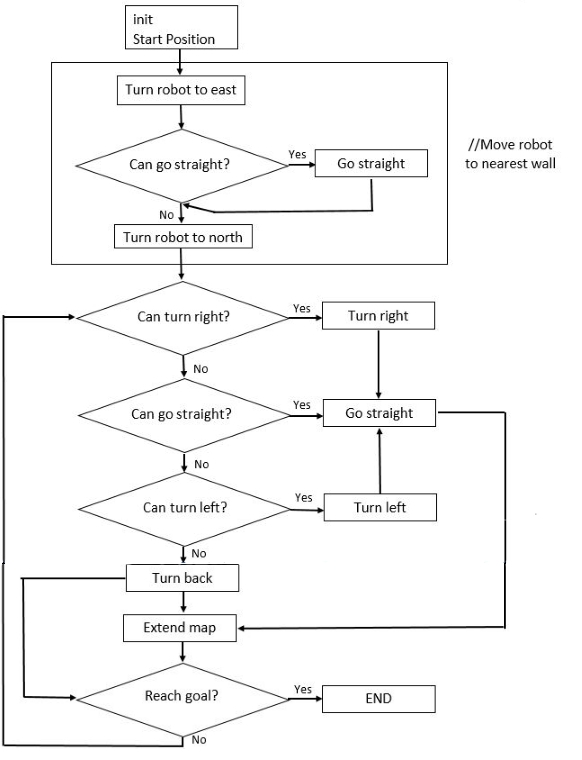 init
Start Position
Turn robot to east
Can go straight?
Yes
Go straight
//Move robot
to nearest wall
No
Turn robot to north
Can turn right?
Yes
Turn right
No
Can go straight?
Yes
Go straight
No
Can turn left?
Yes
Turn left
No
Turn back
Extend map
Reach goal?
Yes
END
No